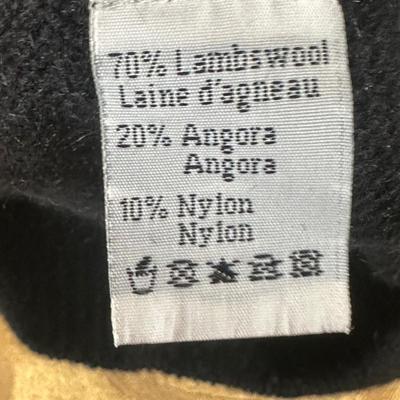 70% Lambswool
Laine d'agneau
20% Angora
Angora
10% Nylon
Nylon